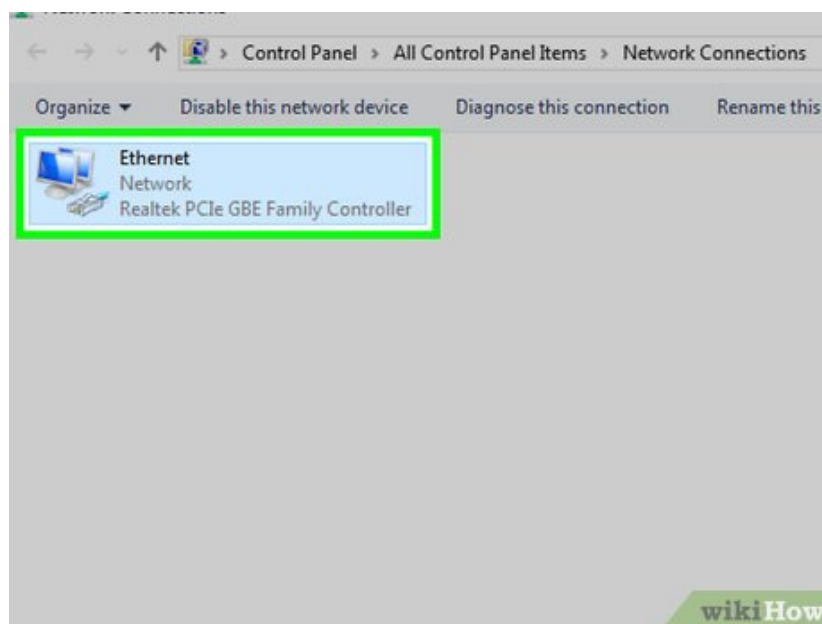 Control Panel > All Control Panel Items > Network Connections
Organize Disable this network device Diagnose this connection Rename this
Ethernet
Network
Realtek PCIe GBE Family Controller
wikiHow